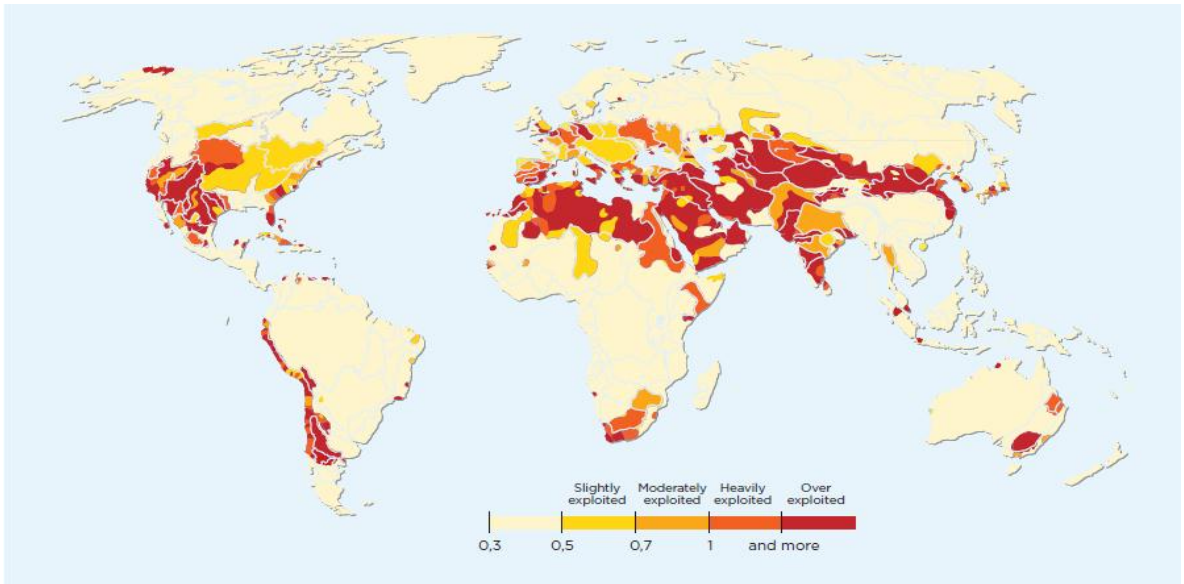 Slightly exploited
Moderately exploited
Heavily exploited
Over exploited
0,3
0,5
0,7
1
and more